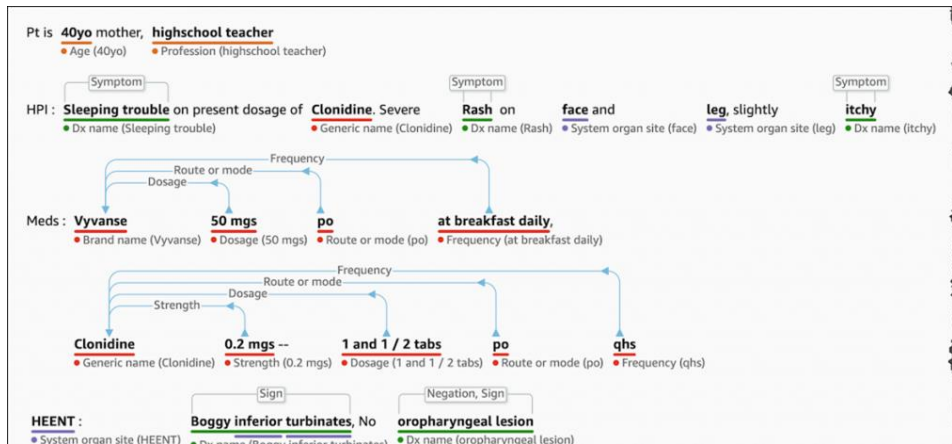 Pt is 40yo mother, highschool teacher
Age (40yo) Profession (highschool teacher)
Symptom Symptom Symptom
HPI : Sleeping trouble on present dosage of Clonidine. Severe Rash on face and leg, slightly itchy
Dx name (Sleeping trouble) Generic name (Clonidine) Dx name (Rash) System organ site (face) System organ site (leg) Dx name (itchy)
Frequency
Route or mode
Dosage
Meds : Vyvanse 50 mgs po at breakfast daily,
Brand name (Vyvanse) Dosage (50 mgs) Route or mode (po) Frequency (at breakfast daily)
Frequency
Route or mode
Dosage
Strength
Clonidine 0.2 mgs -- 1 and 1 / 2 tabs po qhs
Generic name (Clonidine) Strength (0.2 mgs) Dosage (1 and 1 / 2 tabs) Route or mode (po) Frequency (qhs)
Sign Negation, Sign
HEENT : Boggy inferior turbinates, No oropharyngeal lesion
System organ site (HEENT) Dx name (Boggy inferior turbinates) Dx name (oropharyngeal lesion)